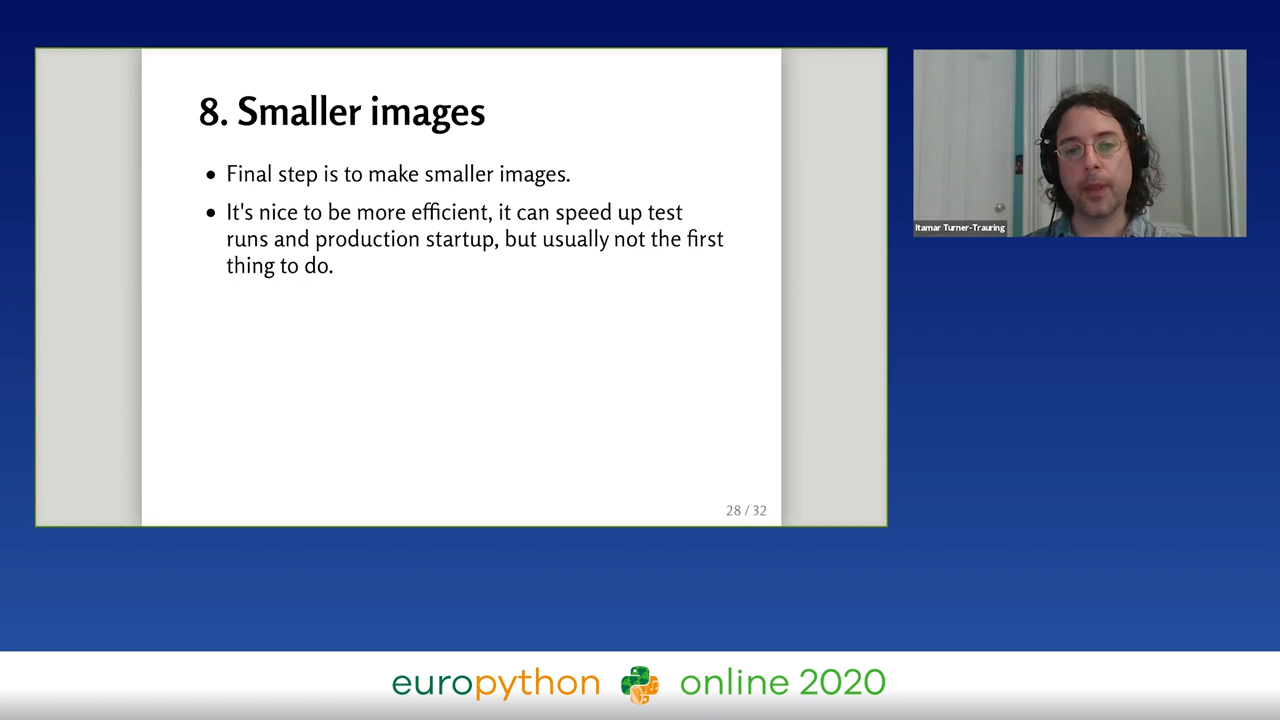 8. Smaller images
• Final step is to make smaller images.
• It's nice to be more efficient, it can speed up test
runs and production startup, but usually not the first
thing to do.
28 / 32
Itamar Turner-Trauring
europython online 2020